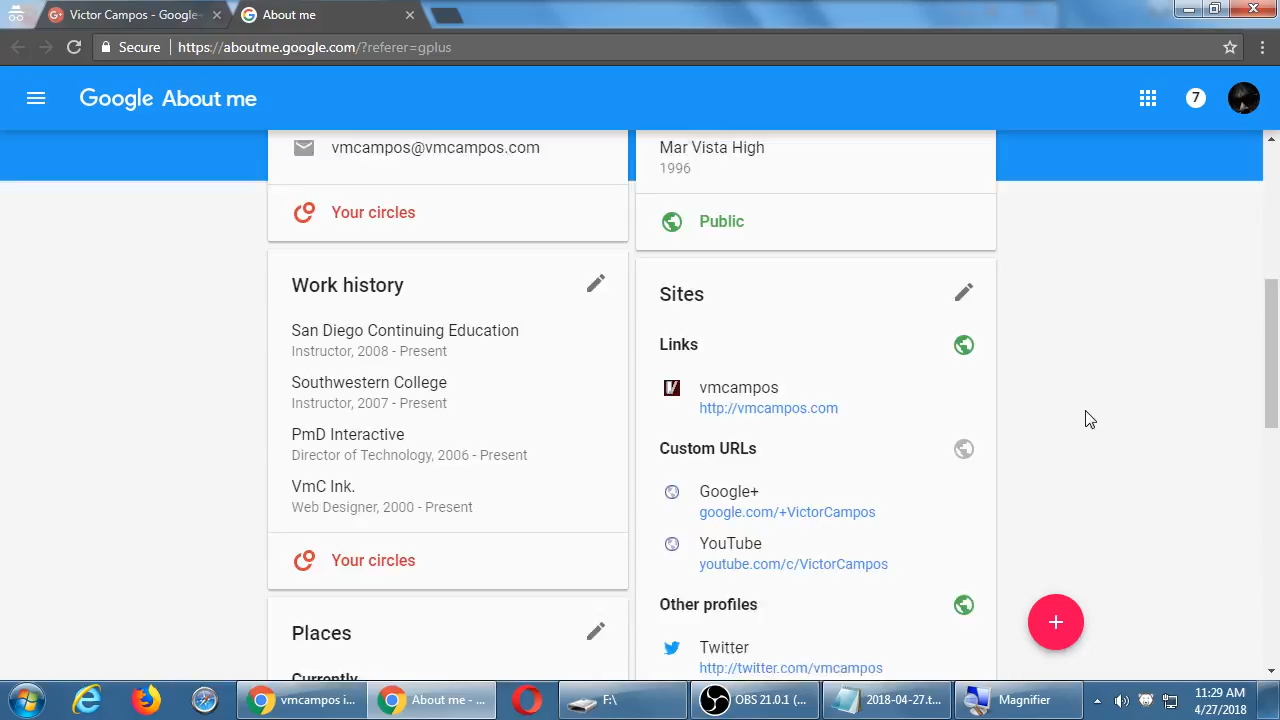 Victor Campos - Google-
About me
Secure
https://aboutme.google.com/?referer=gplus
Google About me
7
vmcampos@vmcampos.com
Your circles
Mar Vista High
1996
Public
Work history
San Diego Continuing Education
Instructor, 2008 - Present
Southwestern College
Instructor, 2007 - Present
PmD Interactive
Director of Technology, 2006 - Present
VmC Ink.
Web Designer, 2000 - Present
Your circles
Places
Currently
Sites
Links
vmcampos
http://vmcampos.com
Custom URLs
Google+
google.com/+VictorCampos
YouTube
youtube.com/c/VictorCampos
Other profiles
Twitter
http://twitter.com/vmcampos
vmcampos i...
About me - ...
F:\
OBS 21.0.1 (...
2018-04-27.t...
Magnifier
11:29 AM
4/27/2018